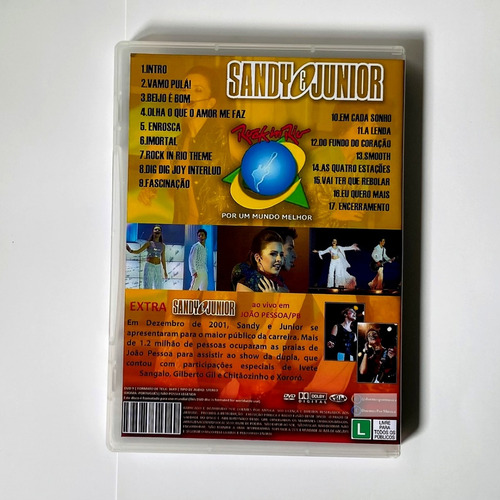 SANDY E JUNIOR
1.INTRO
2.VAMO PULÁ!
3.BEIJO É BOM
4.OLHA O QUE O AMOR ME FAZ
5. ENROSCA
6.IMORTAL
7.ROCK IN RIO THEME
8.DIG DIG JOY INTERLUD
9.FASCINAÇÃO
Rock in Rio
POR UM MUNDO MELHOR
10.EM CADA SONHO
11.A LENDA
12.DO FUNDO DO CORAÇÃO
13.SMOOTH
14.AS QUATRO ESTAÇÕES
15.VAI TER QUE REBOLAR
16.EU QUERO MAIS
17. ENCERRAMENTO
EXTRA SANDY E JUNIOR ao vivo em
JOÃO PESSOA/PB
Em Dezembro de 2001, Sandy e Junior se
apresentaram para o maior público da carreira. Mais
de 1.2 milhão de pessoas ocuparam as praias de
João Pessoa para assistir ao show da dupla, que
contou com participações especiais de Ivete
Sangalo, Gilberto Gil e Chitãozinho e Xororó.
DVD
DOLBY
DIGITAL
L
LIVRE
PARA
TODOS OS
PÚBLICOS